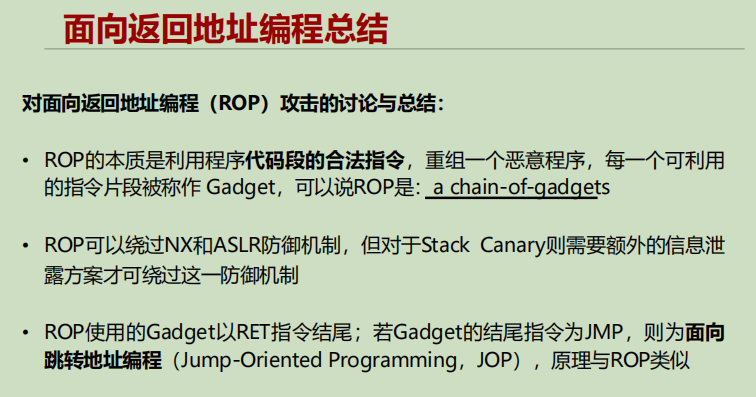 面向返回地址编程总结
对面向返回地址编程（ROP）攻击的讨论与总结：
• ROP的本质是利用程序代码段的合法指令，重组一个恶意程序，每一个可利用
的指令片段被称作 Gadget，可以说ROP是：a chain-of-gadgets
• ROP可以绕过NX和ASLR防御机制，但对于Stack Canary则需要额外的信息泄
露方案才可绕过这一防御机制
• ROP使用的Gadget以RET指令结尾；若Gadget的结尾指令为JMP，则为面向
跳转地址编程（Jump-Oriented Programming，JOP），原理与ROP类似